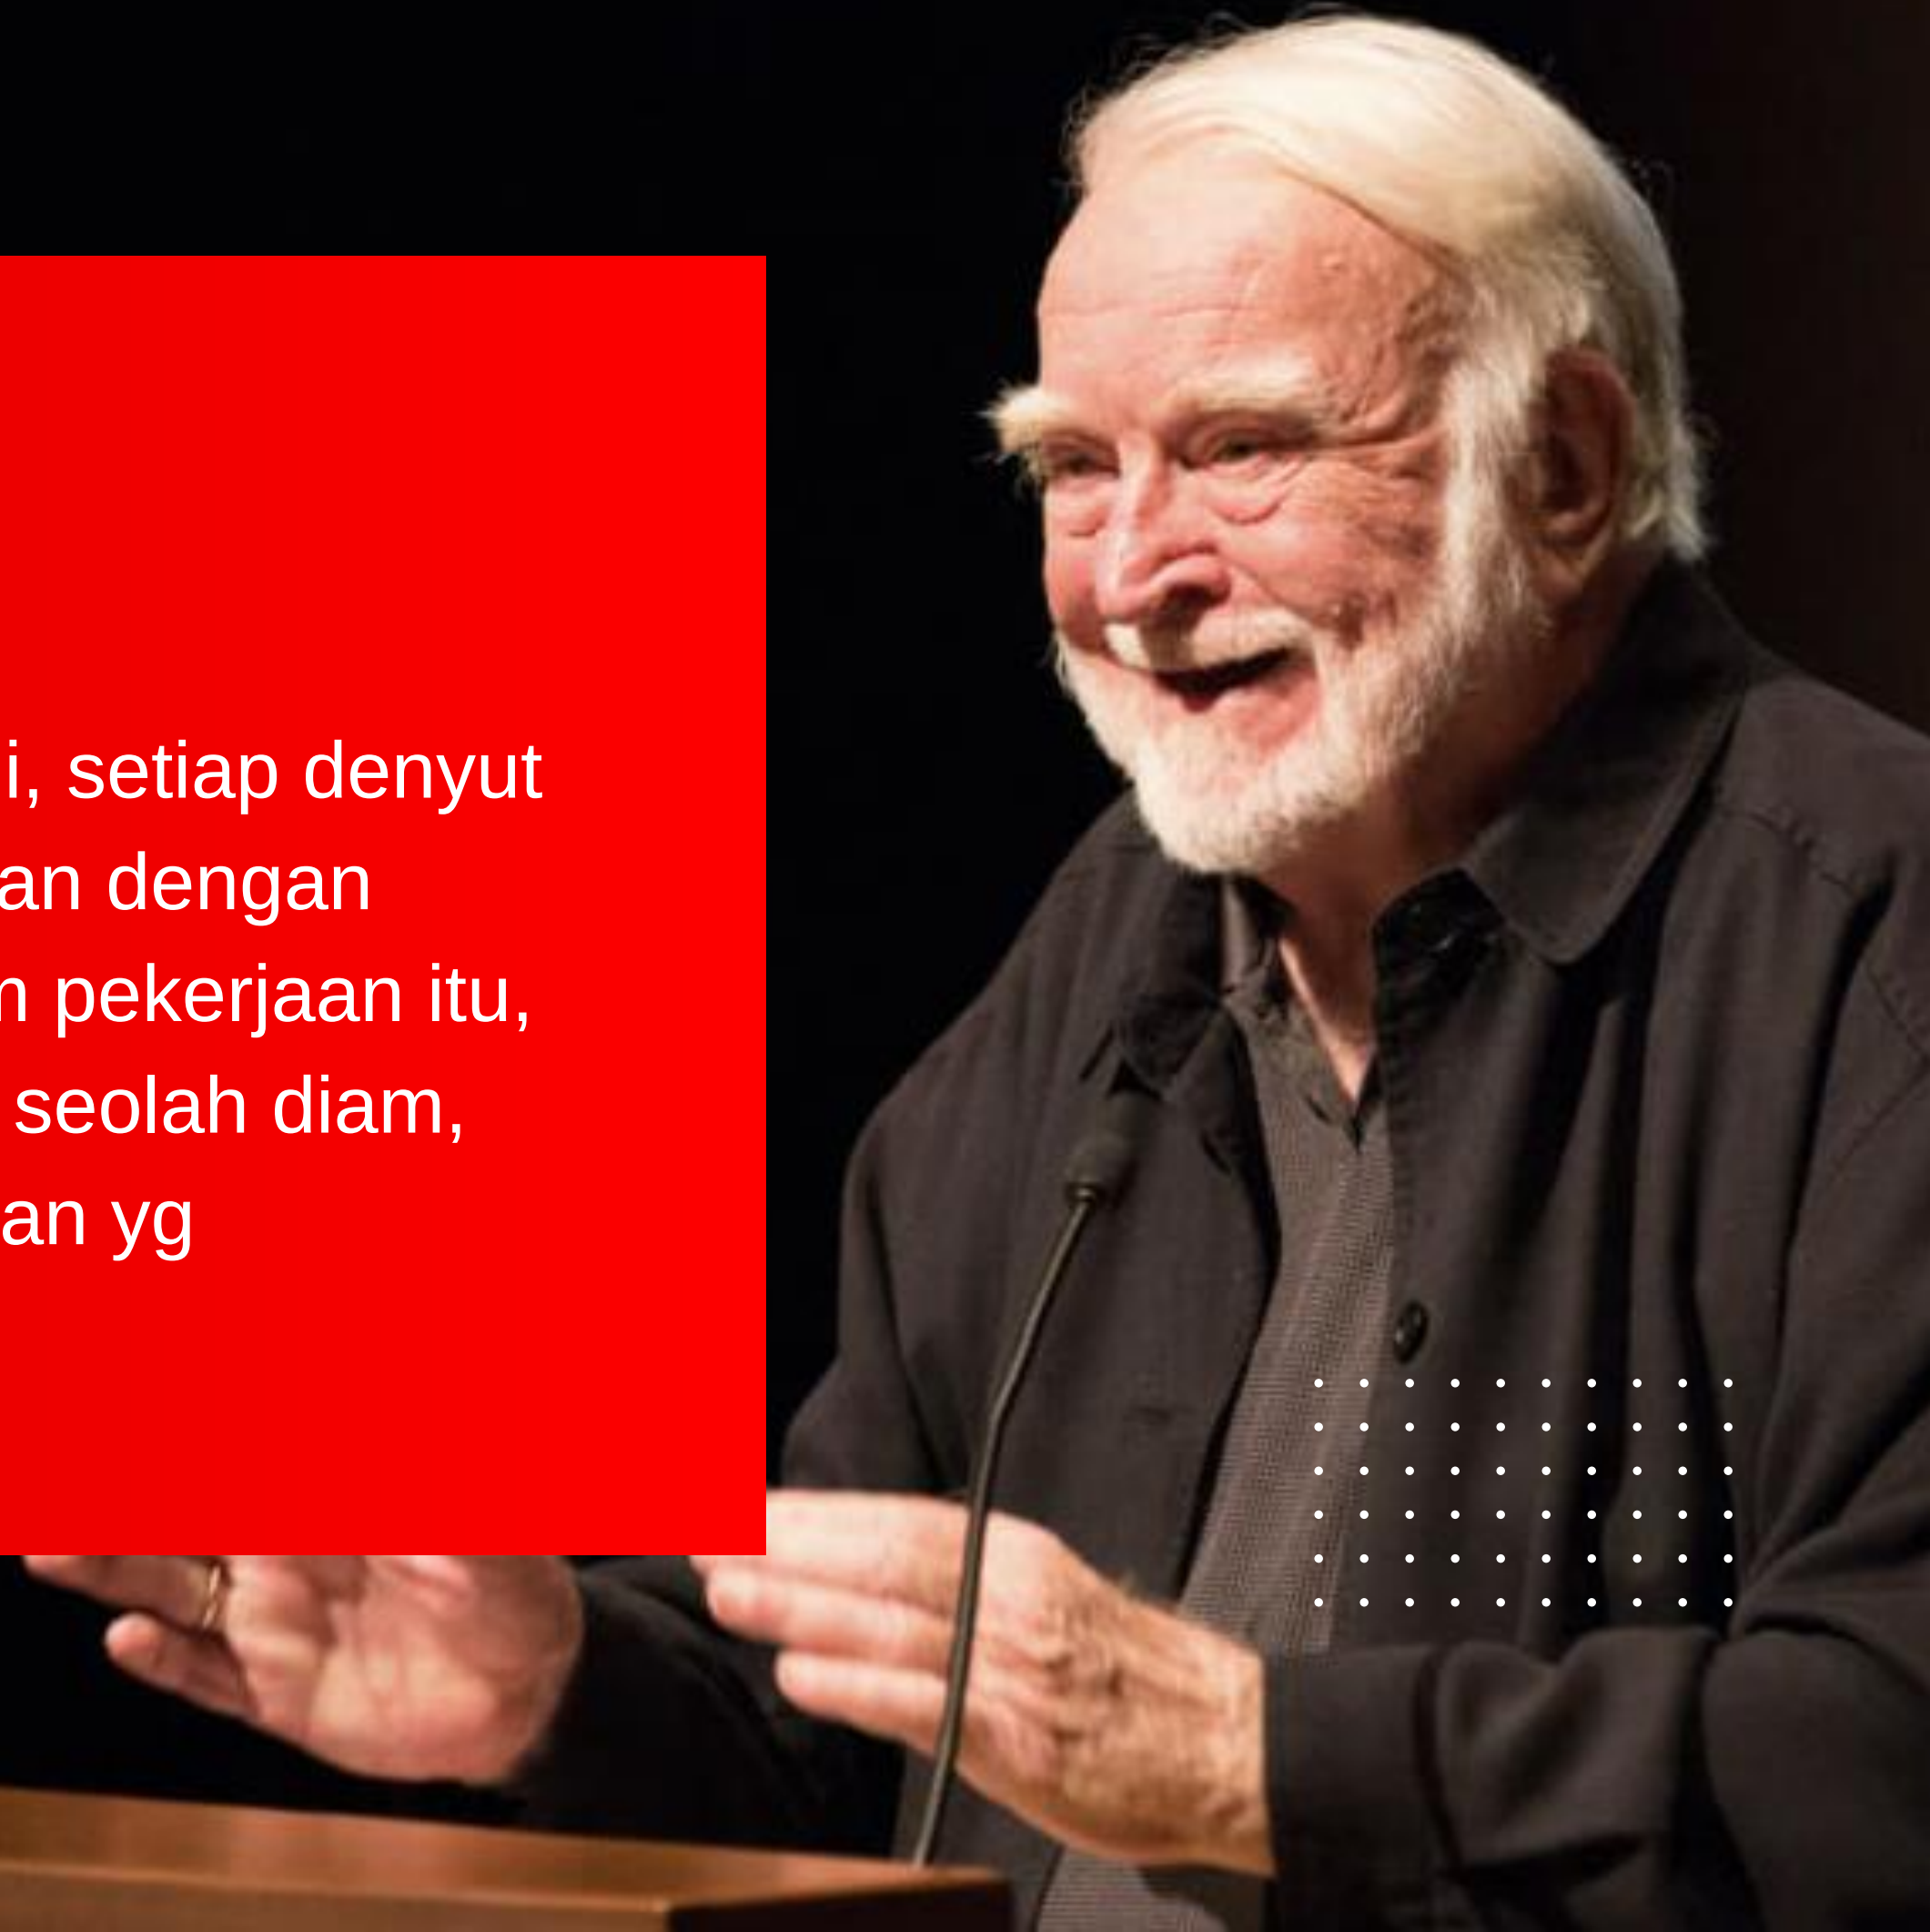 i, setiap denyut
an dengan
m pekerjaan itu,
seolah diam,
an yg